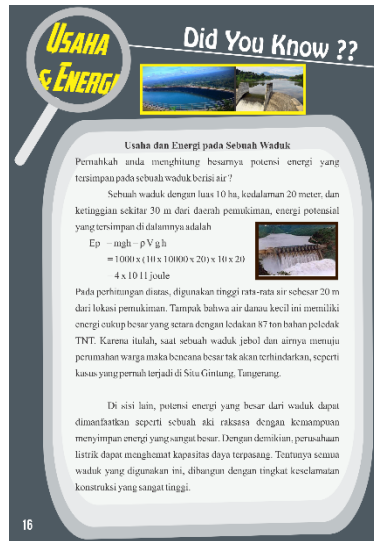 USAHA
& ENERGI
Did You Know ??
Usaha dan Energi pada Sebuah Waduk
Pernahkah anda menghitung besarnya potensi energi yang
tersimpan pada sebuah waduk berisi air ?
Sebuah waduk dengan luas 10 ha, kedalaman 20 meter, dan
ketinggian sekitar 30 m dari daerah pemukiman, energi potensial
yang tersimpan di dalamnya adalah
Ep = mgh = ρ V g h
= 1000 x ( 10 x 10000 x 20) x 10 x 20
= 4 x 10 11 joule
Pada perhitungan diatas, digunakan tinggi rata-rata air sebesar 20 m
dari lokasi pemukiman. Tampak bahwa air danau kecil ini memiliki
energi cukup besar yang setara dengan ledakan 87 ton bahan peledak
TNT. Karena itulah, saat sebuah waduk jebol dan airnya menuju
perumahan warga maka bencana besar tak akan terhindarkan, seperti
kasus yang pernah terjadi di Situ Gintung, Tangerang.
Di sisi lain, potensi energi yang besar dari waduk dapat
dimanfaatkan seperti sebuah aki raksasa dengan kemampuan
menyimpan energi yang sangat besar. Dengan demikian, perusahaan
listrik dapat menghemat kapasitas daya terpasang. Tentunya semua
waduk yang digunakan ini, dibangun dengan tingkat keselamatan
konstruksi yang sangat tinggi.
16